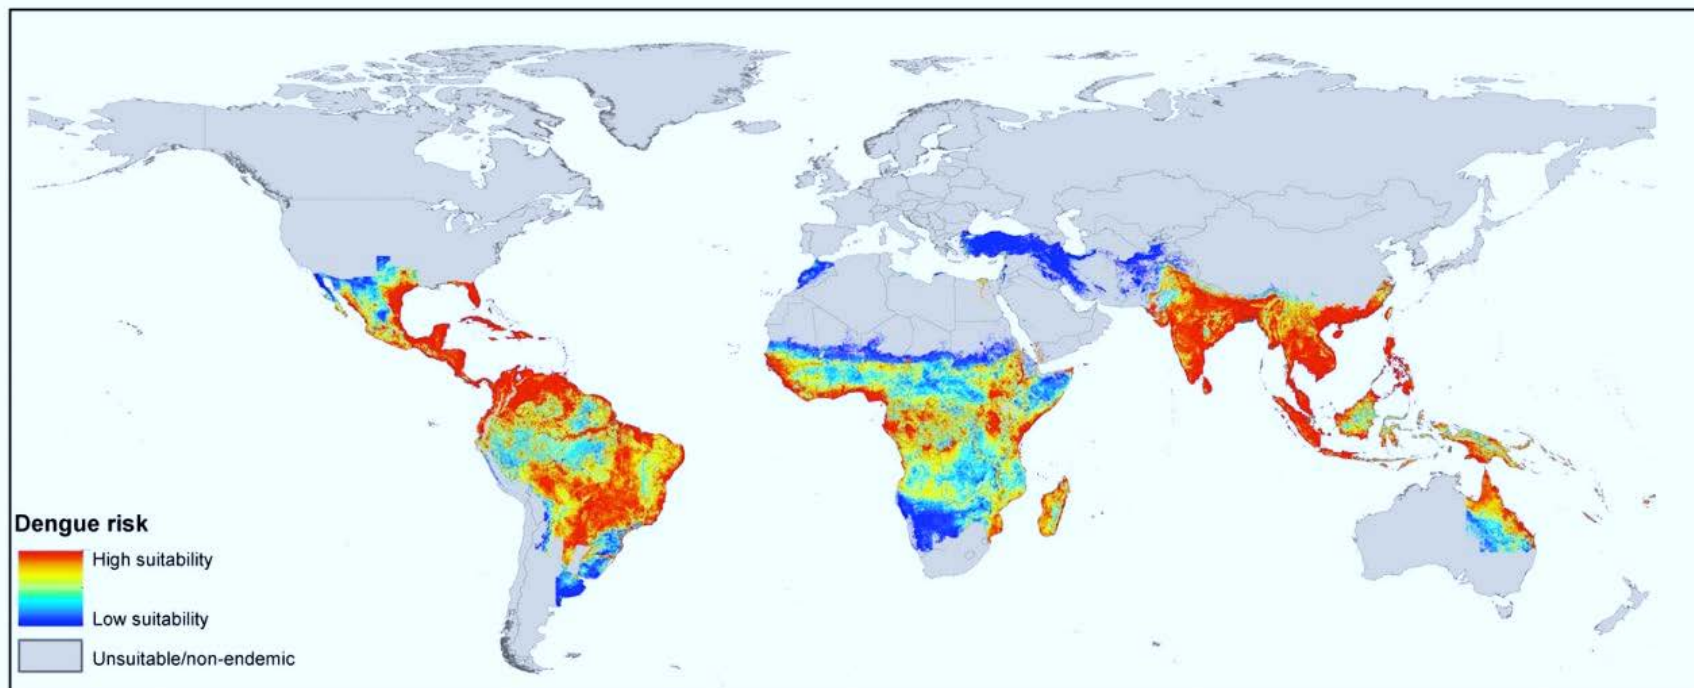 Dengue risk
High suitability
Low suitability
Unsuitable/non-endemic